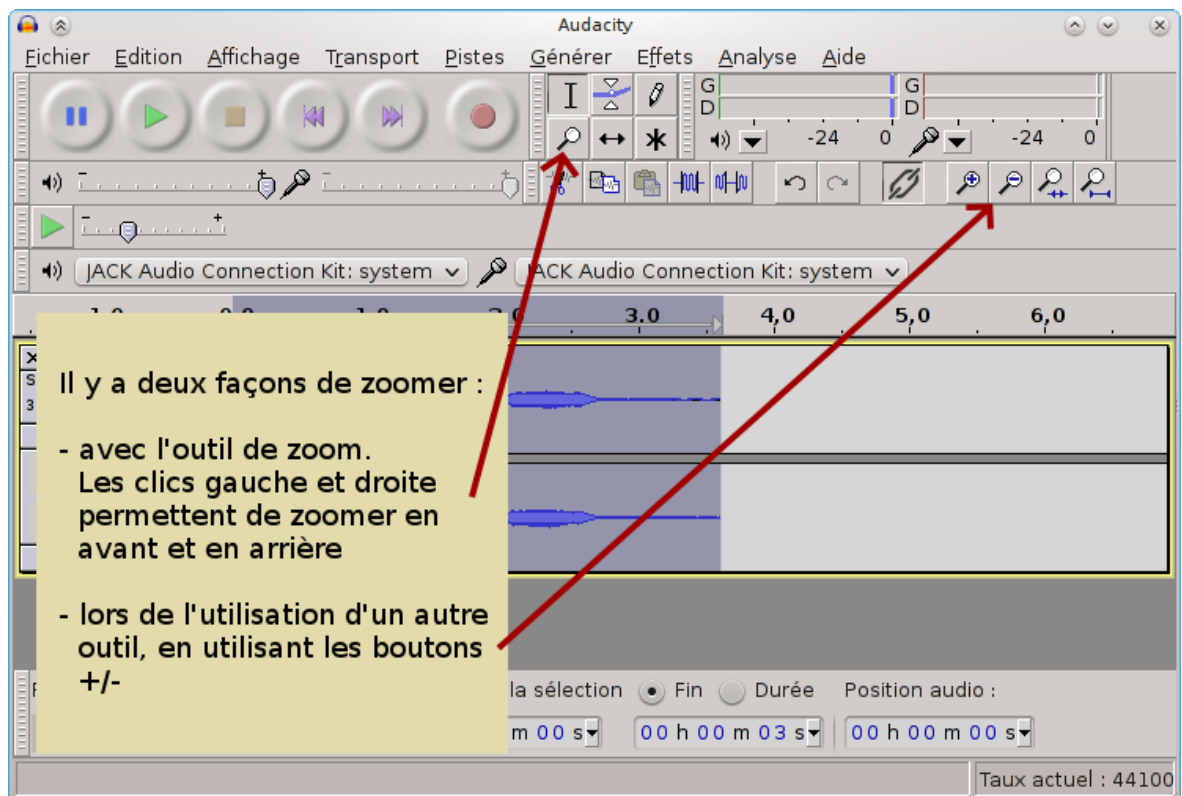 Audacity
Fichier Edition Affichage Transport Pistes Générer Effets Analyse Aide
G G
D D
-24 0 -24 0
- + 
JACK Audio Connection Kit: system JACK Audio Connection Kit: system
3.0 4,0 5,0 6,0
Il y a deux façons de zoomer :
- avec l'outil de zoom.
Les clics gauche et droite
permettent de zoomer en
avant et en arrière
- lors de l'utilisation d'un autre
outil, en utilisant les boutons
+/-
la sélection Fin Durée Position audio :
m 00 s 00 h 00 m 03 s 00 h 00 m 00 s
Taux actuel : 44100